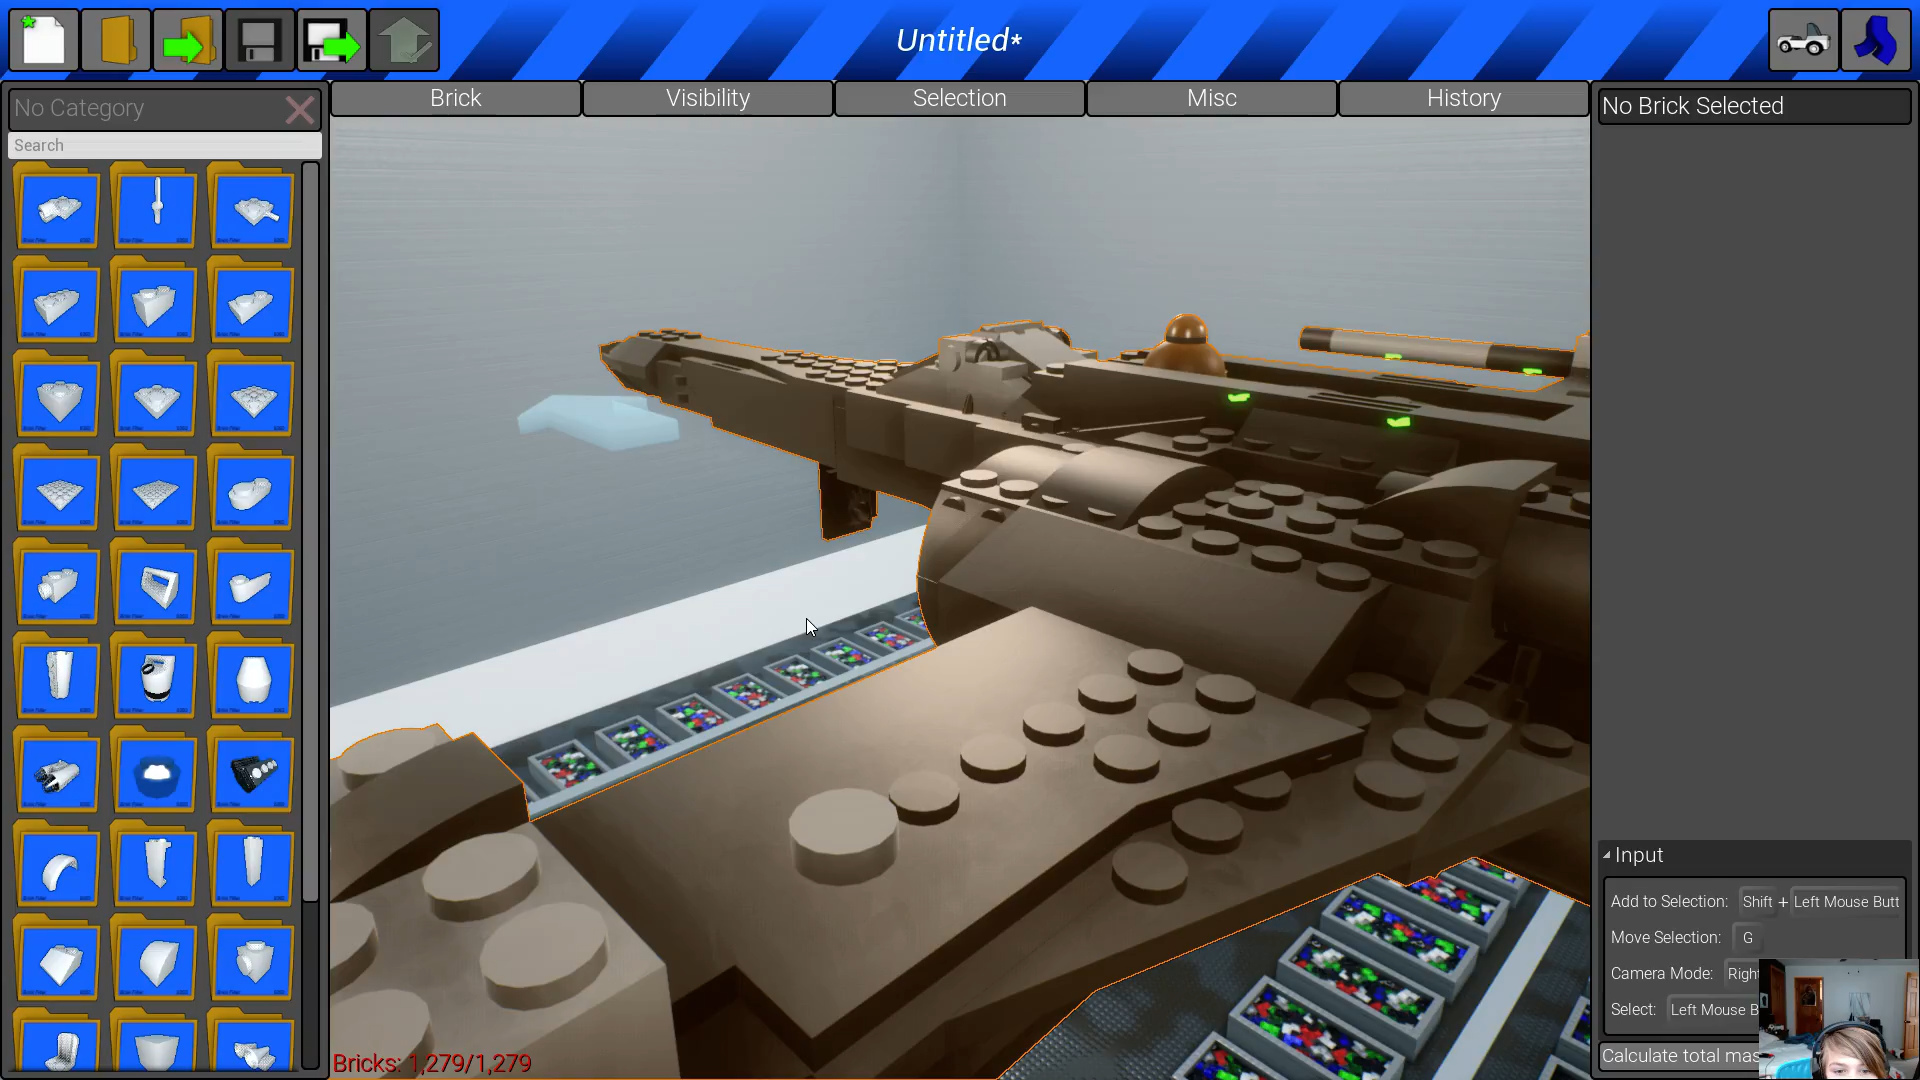 Untitled*
No Category
Search
Brick
Visibility
Selection
Misc
History
No Brick Selected
Bricks: 1,279/1,279
Input
Add to Selection: Shift + Left Mouse Butt
Move Selection: G
Camera Mode: Right
Select: Left Mouse B
Calculate total mas